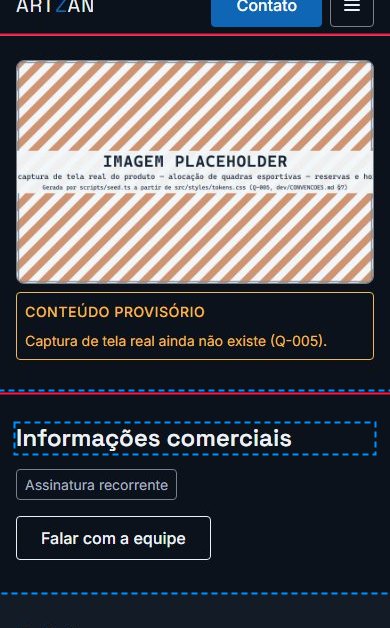 ARTZAN
Contato
IMAGEM PLACEHOLDER
captura de tela real do produto — alocação de quadras esportivas — reservas e ho
Gerada por scripts/seed.ts a partir de src/styles/tokens.css (Q-005, dev/CONVENCOES.md §7)
CONTEÚDO PROVISÓRIO
Captura de tela real ainda não existe (Q-005).
Informações comerciais
Assinatura recorrente
Falar com a equipe